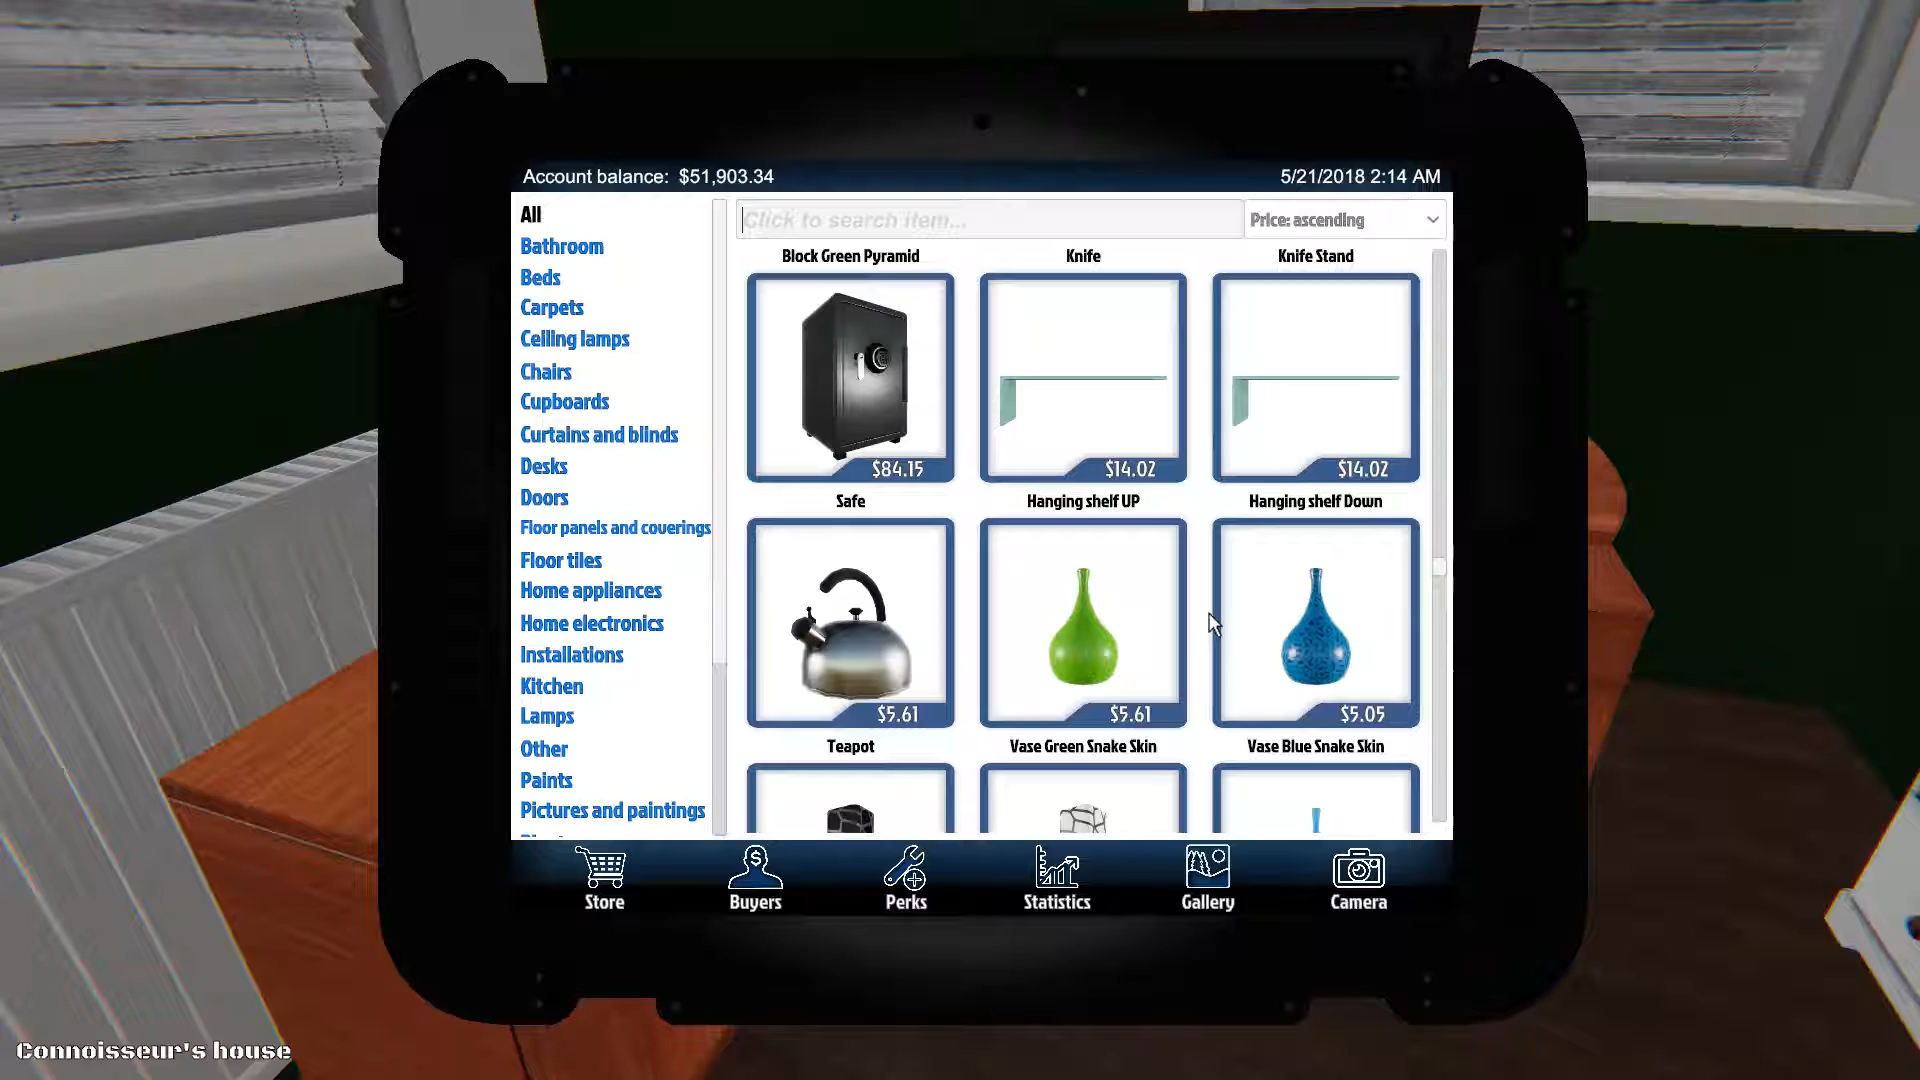 Account balance: $51,903.34
5/21/2018 2:14 AM
All
Bathroom
Beds
Carpets
Ceiling lamps
Chairs
Cupboards
Curtains and blinds
Desks
Doors
Floor panels and coverings
Floor tiles
Home appliances
Home electronics
Installations
Kitchen
Lamps
Other
Paints
Pictures and paintings
Click to search item...
Price: ascending
Block Green Pyramid
Knife
Knife Stand
$84.15
$14.02
$14.02
Safe
Hanging shelf UP
Hanging shelf Down
$5.61
$5.61
$5.05
Teapot
Vase Green Snake Skin
Vase Blue Snake Skin
Store
Buyers
Perks
Statistics
Gallery
Camera
Connoisseur's house